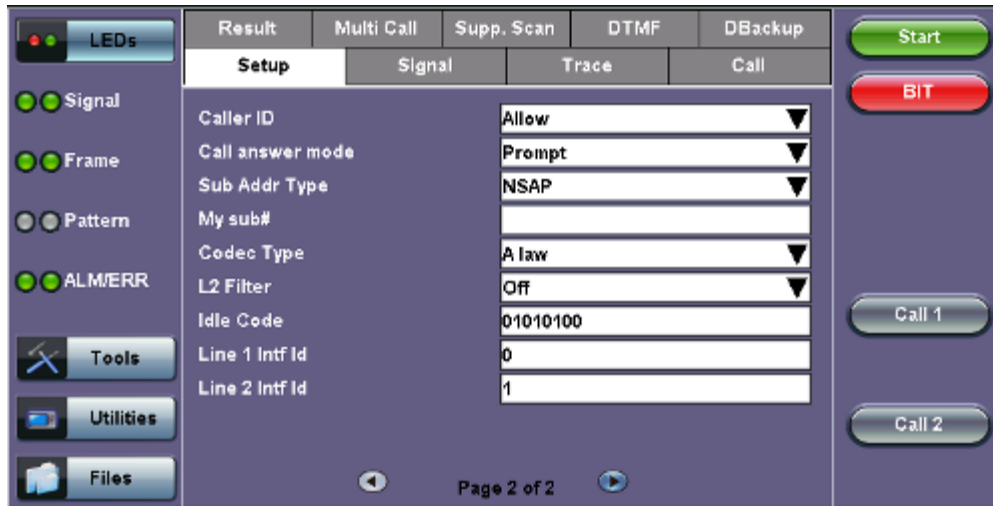 LEDs
Signal
Frame
Pattern
ALM/ERR
Tools
Utilities
Files
Result Multi Call Supp. Scan DTMF DBackup
Setup Signal Trace Call
Caller ID Allow
Call answer mode Prompt
Sub Addr Type NSAP
My sub#
Codec Type A law
L2 Filter Off
Idle Code 01010100
Line 1 Intf Id 0
Line 2 Intf Id 1
Page 2 of 2
Start
BIT
Call 1
Call 2